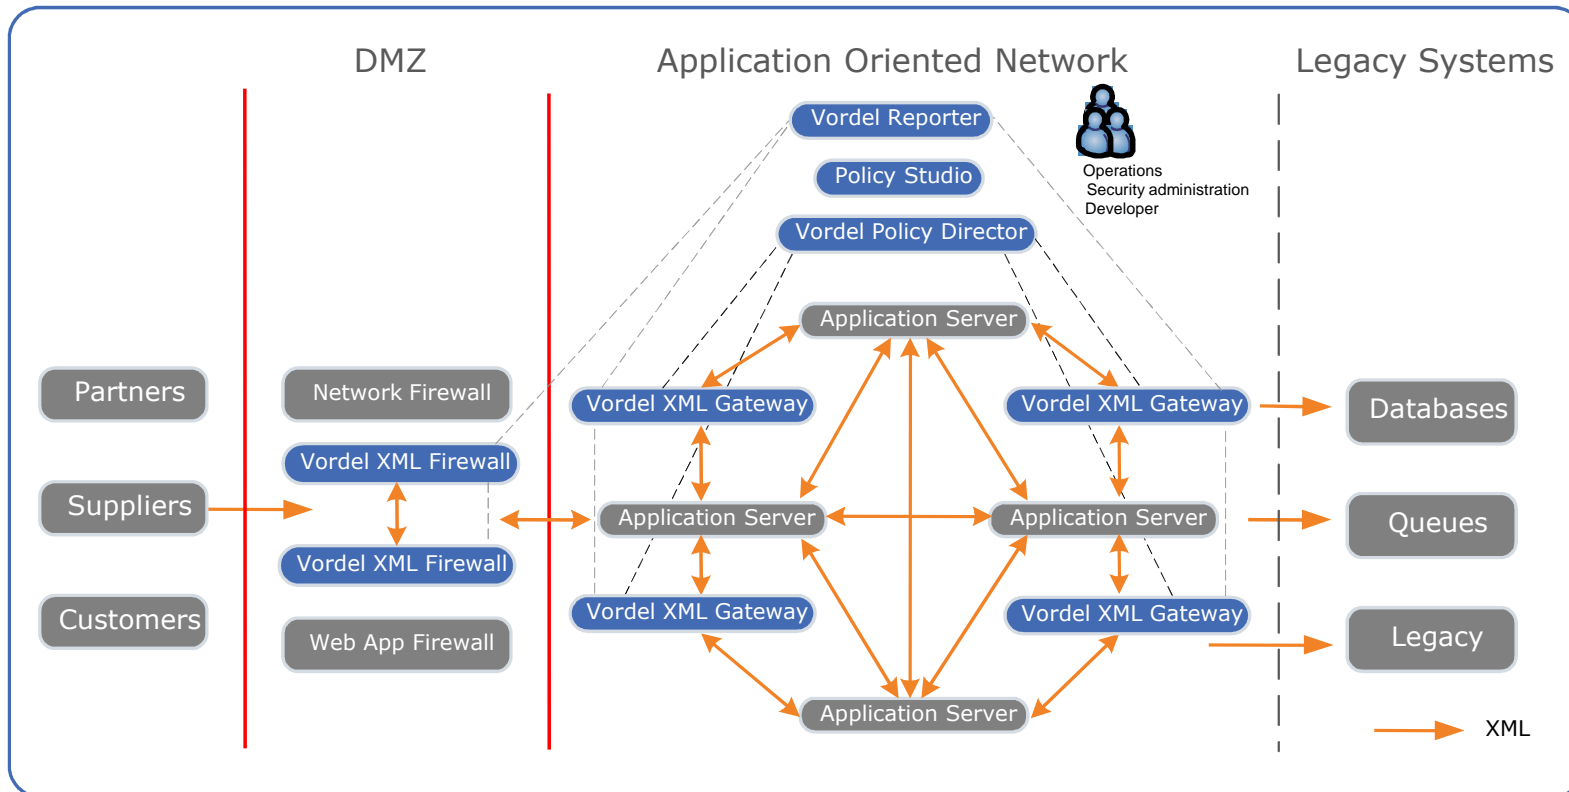 DMZ
Application Oriented Network
Legacy Systems
Vordel Reporter
Policy Studio
Vordel Policy Director
Operations
Security administration
Developer
Application Server
Partners
Network Firewall
Vordel XML Gateway
Vordel XML Gateway
Databases
Vordel XML Firewall
Suppliers
Application Server
Application Server
Queues
Vordel XML Firewall
Customers
Web App Firewall
Vordel XML Gateway
Vordel XML Gateway
Legacy
Application Server
XML